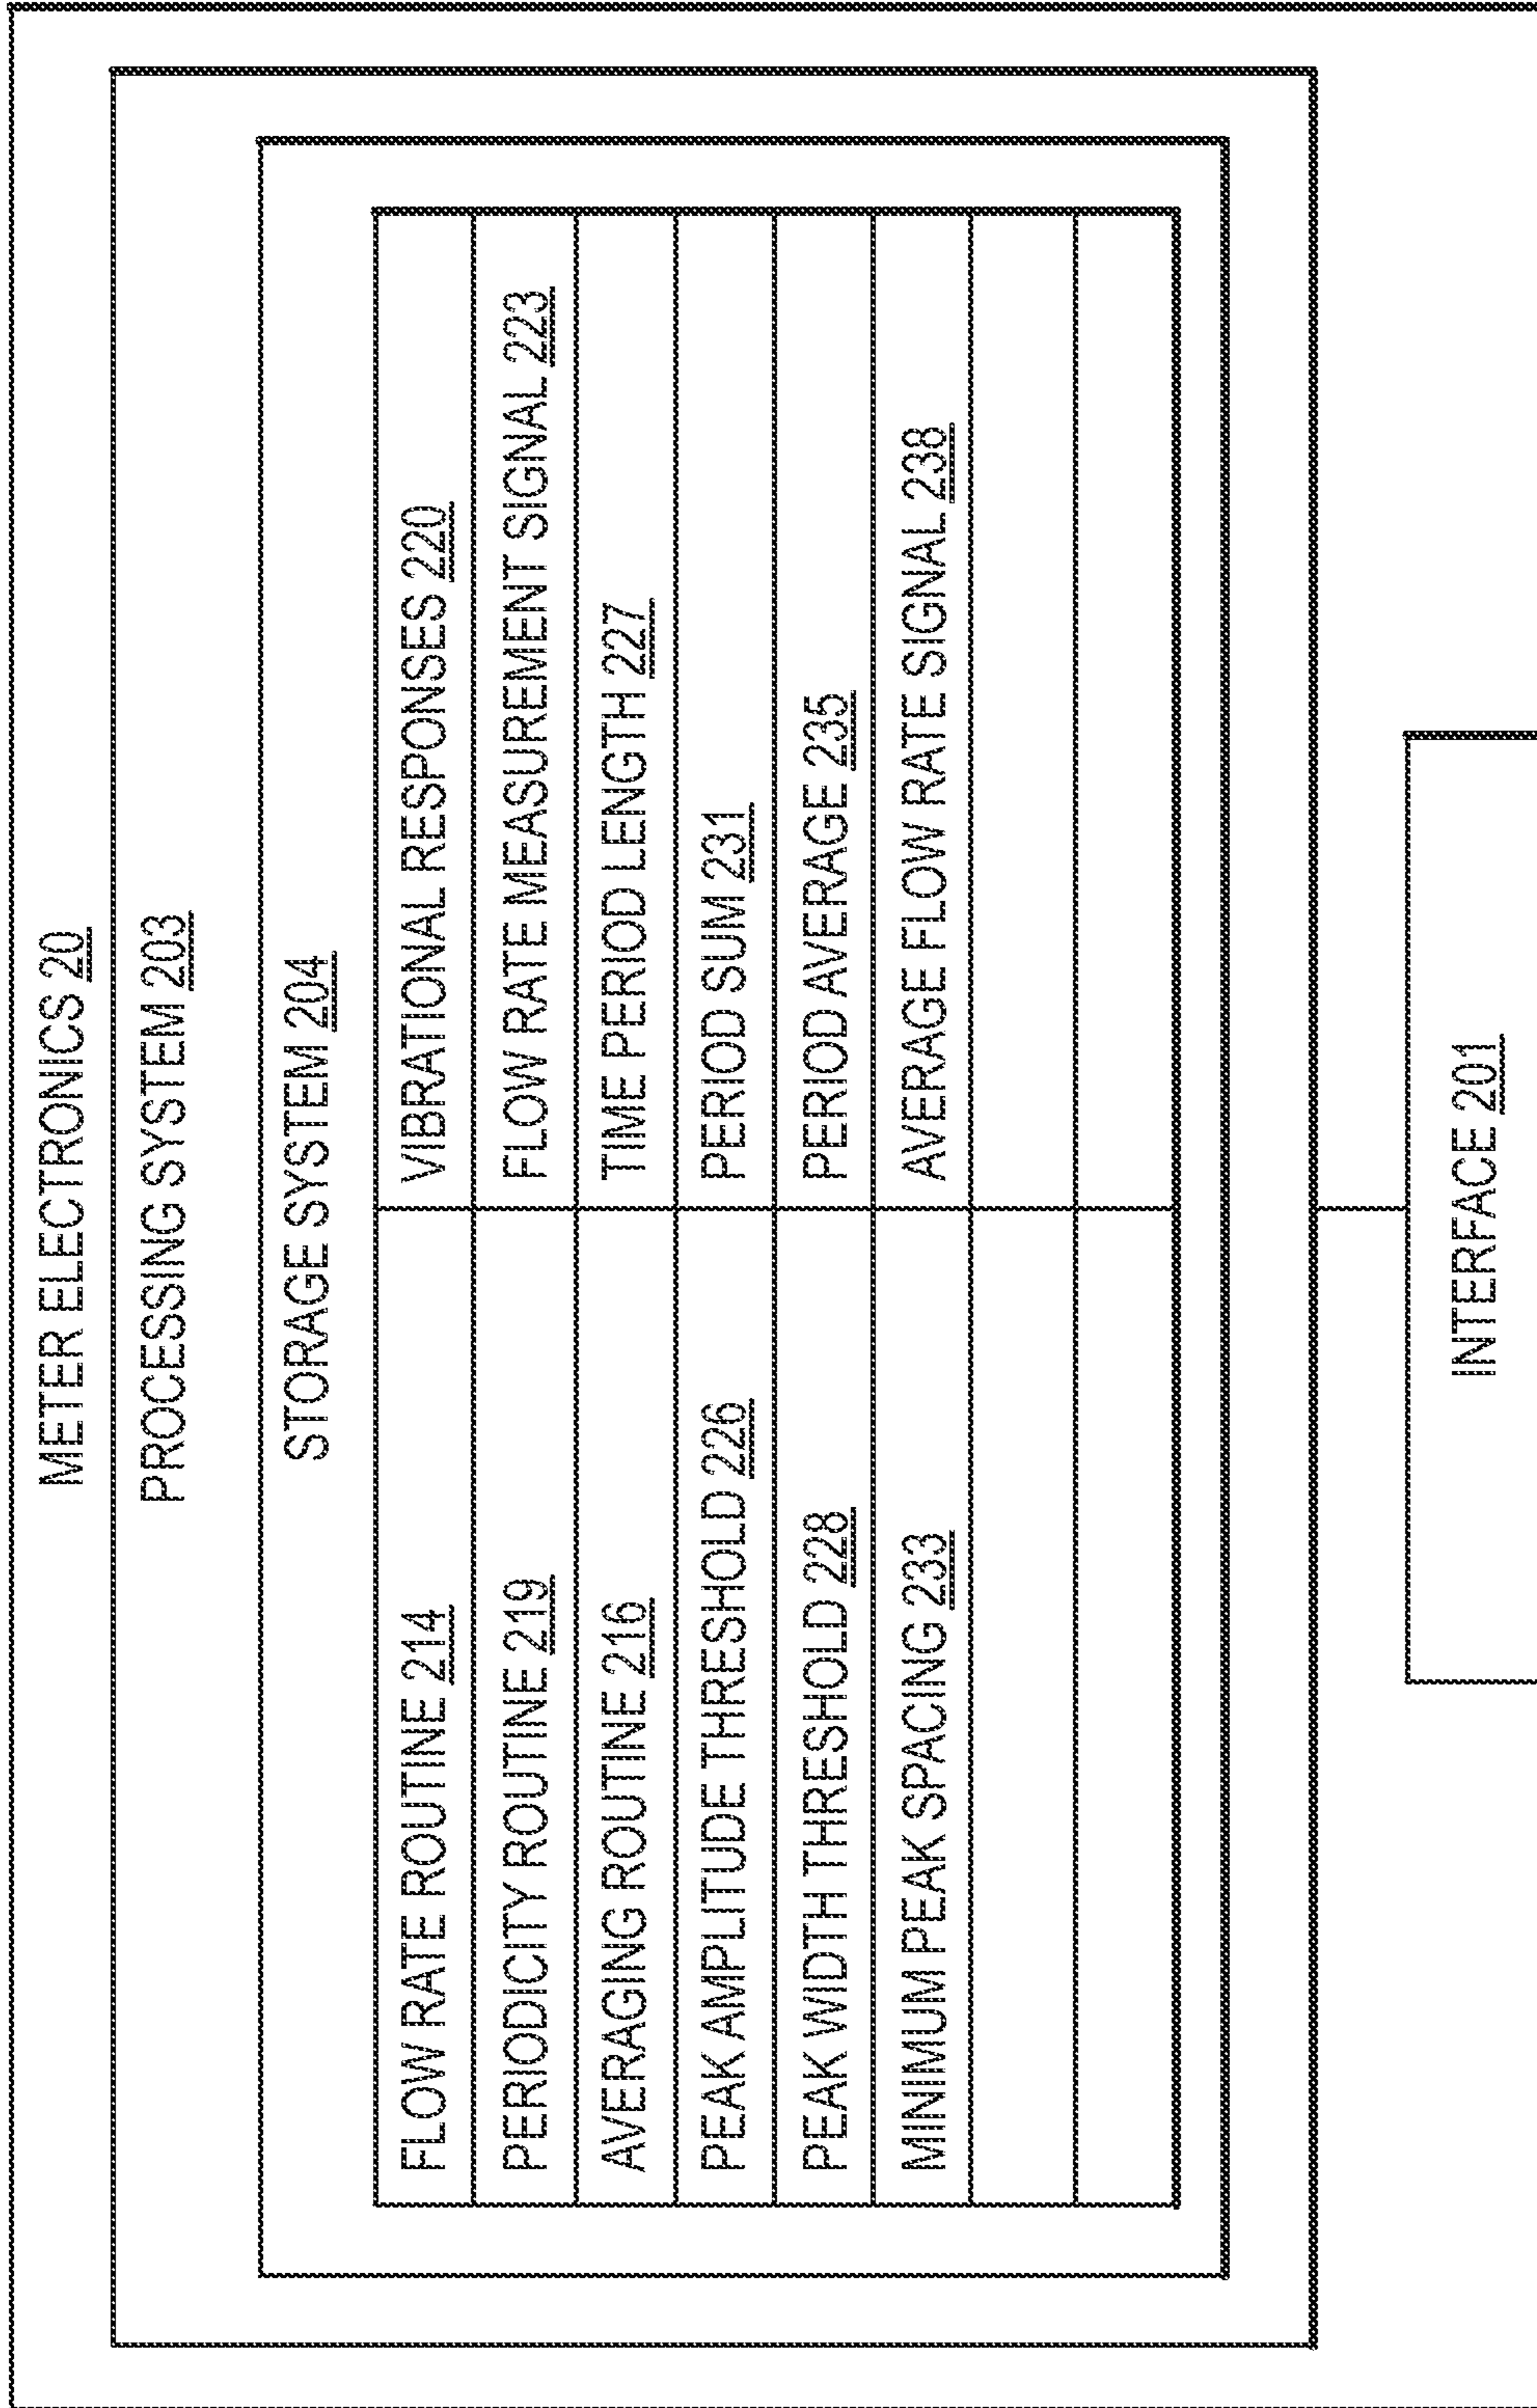 METER ELECTRONICS 20
PROCESSING SYSTEM 203
STORAGE SYSTEM 204
FLOW RATE ROUTINE 214
VIBRATIONAL RESPONSES 220
PERIODICITY ROUTINE 219
FLOW RATE MEASUREMENT SIGNAL 223
AVERAGING ROUTINE 216
TIME PERIOD LENGTH 227
PEAK AMPLITUDE THRESHOLD 226
PERIOD SUM 231
PEAK WIDTH THRESHOLD 228
PERIOD AVERAGE 235
MINIMUM PEAK SPACING 233
AVERAGE FLOW RATE SIGNAL 238
INTERFACE 201